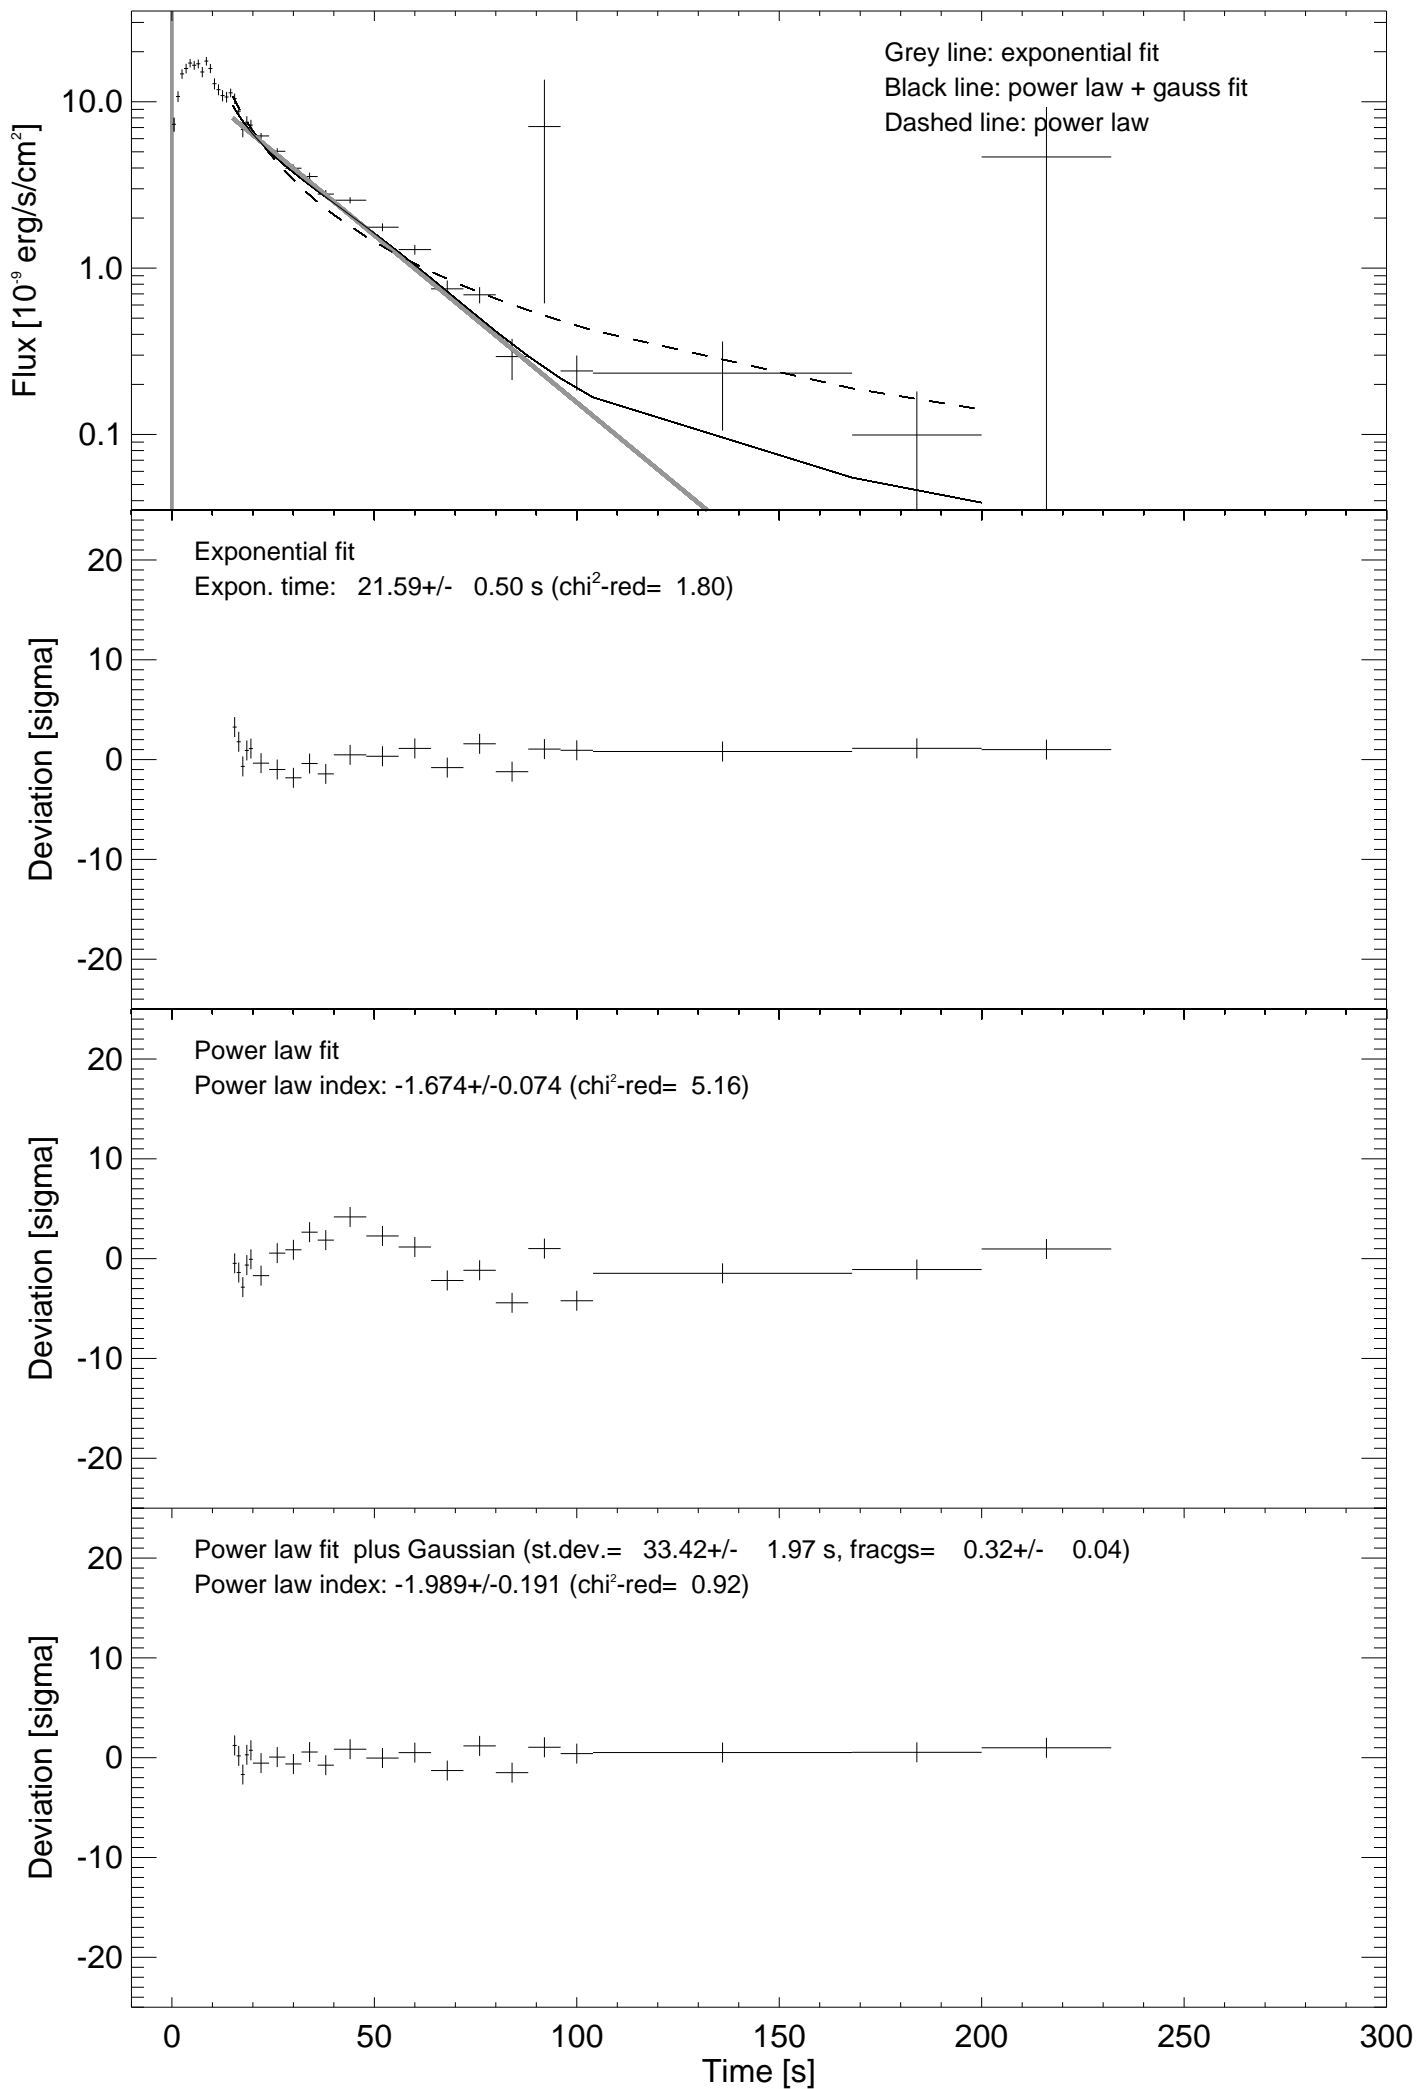 Grey line: exponential fit
Black line: power law + gauss fit
Dashed line: power law
10.0
1.0
0.1
Flux [10⁻⁹ erg/s/cm²]
Exponential fit
Expon. time: 21.59+/- 0.50 s (chi²-red= 1.80)
20
10
0
-10
-20
Deviation [sigma]
Power law fit
Power law index: -1.674+/-0.074 (chi²-red= 5.16)
20
10
0
-10
-20
Deviation [sigma]
Power law fit plus Gaussian (st.dev.= 33.42+/- 1.97 s, fracgs= 0.32+/- 0.04)
Power law index: -1.989+/-0.191 (chi²-red= 0.92)
20
10
0
-10
-20
Deviation [sigma]
0 50 100 150 200 250 300
Time [s]